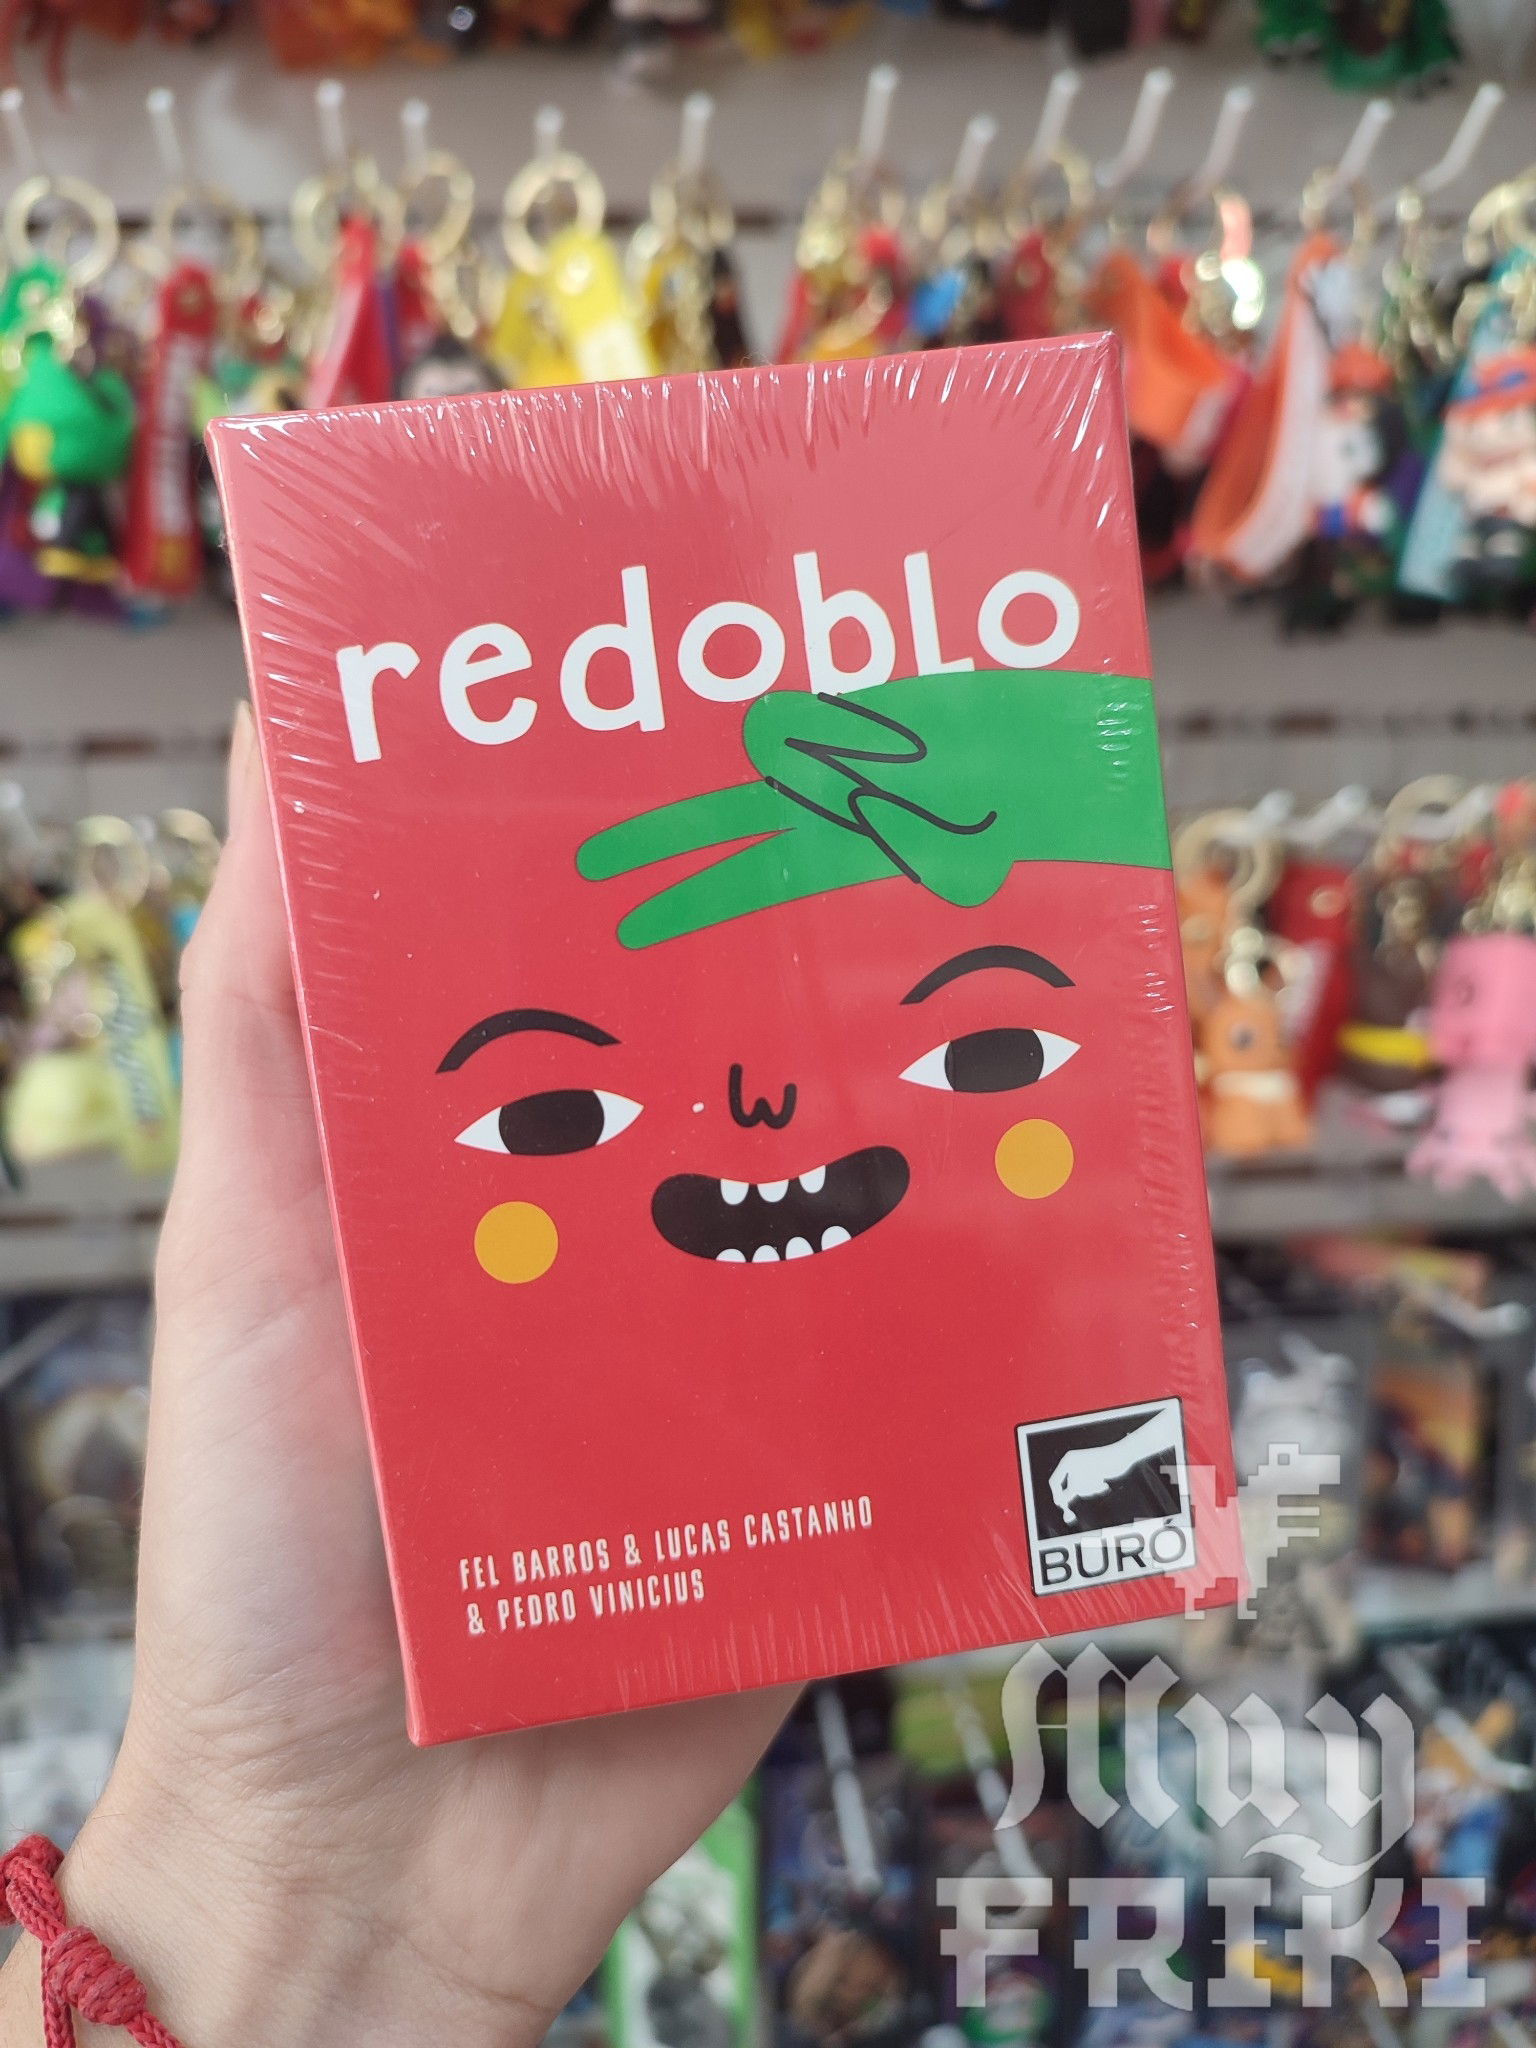 redoblo
FEL BARROS & LUCAS CASTANHO
& PEDRO VINICIUS
BURÓ
Muy
FRIKI